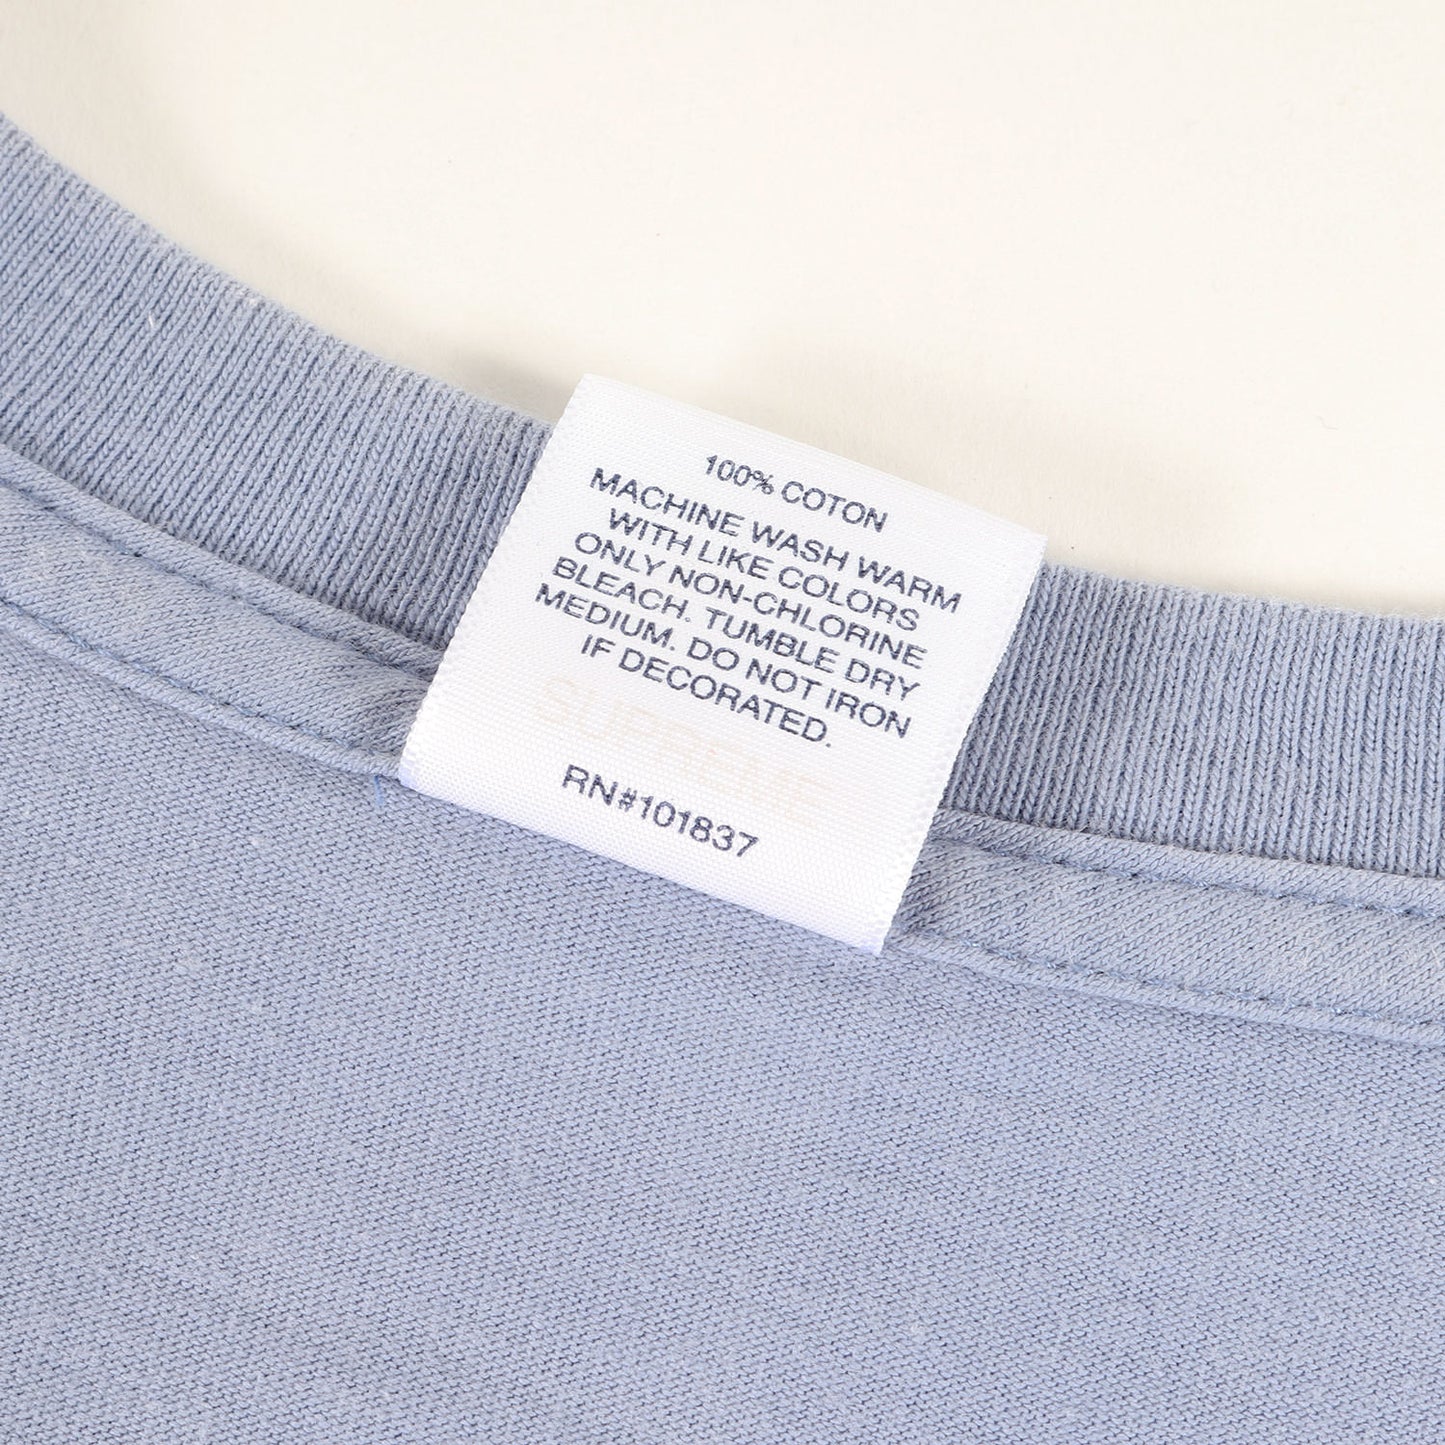 100% COTON
MACHINE WASH WARM
WITH LIKE COLORS
ONLY NON-CHLORINE
BLEACH. TUMBLE DRY
MEDIUM. DO NOT IRON
IF DECORATED.
RN#101837